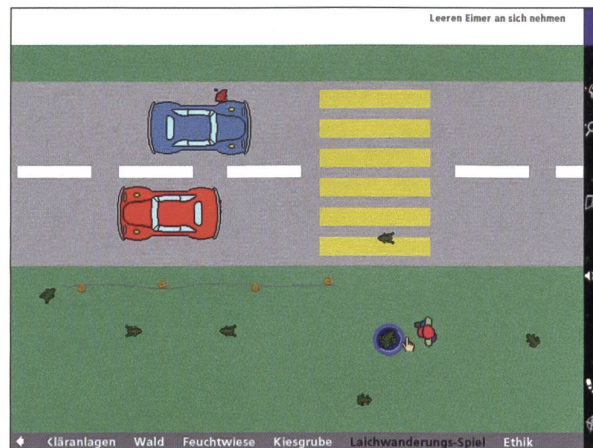 Leeren Eimer an sich nehmen
Kläranlagen Wald Feuchtwiese Kiesgrube Laichwanderungs-Spiel Ethik